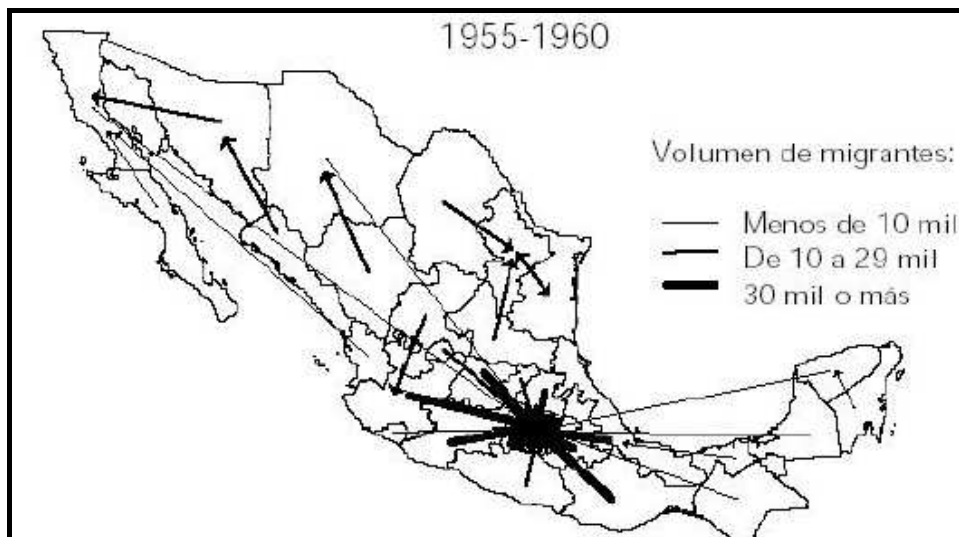 1955-1960
Volumen de migrantes:
Menos de 10 mil
De 10 a 29 mil
30 mil o más